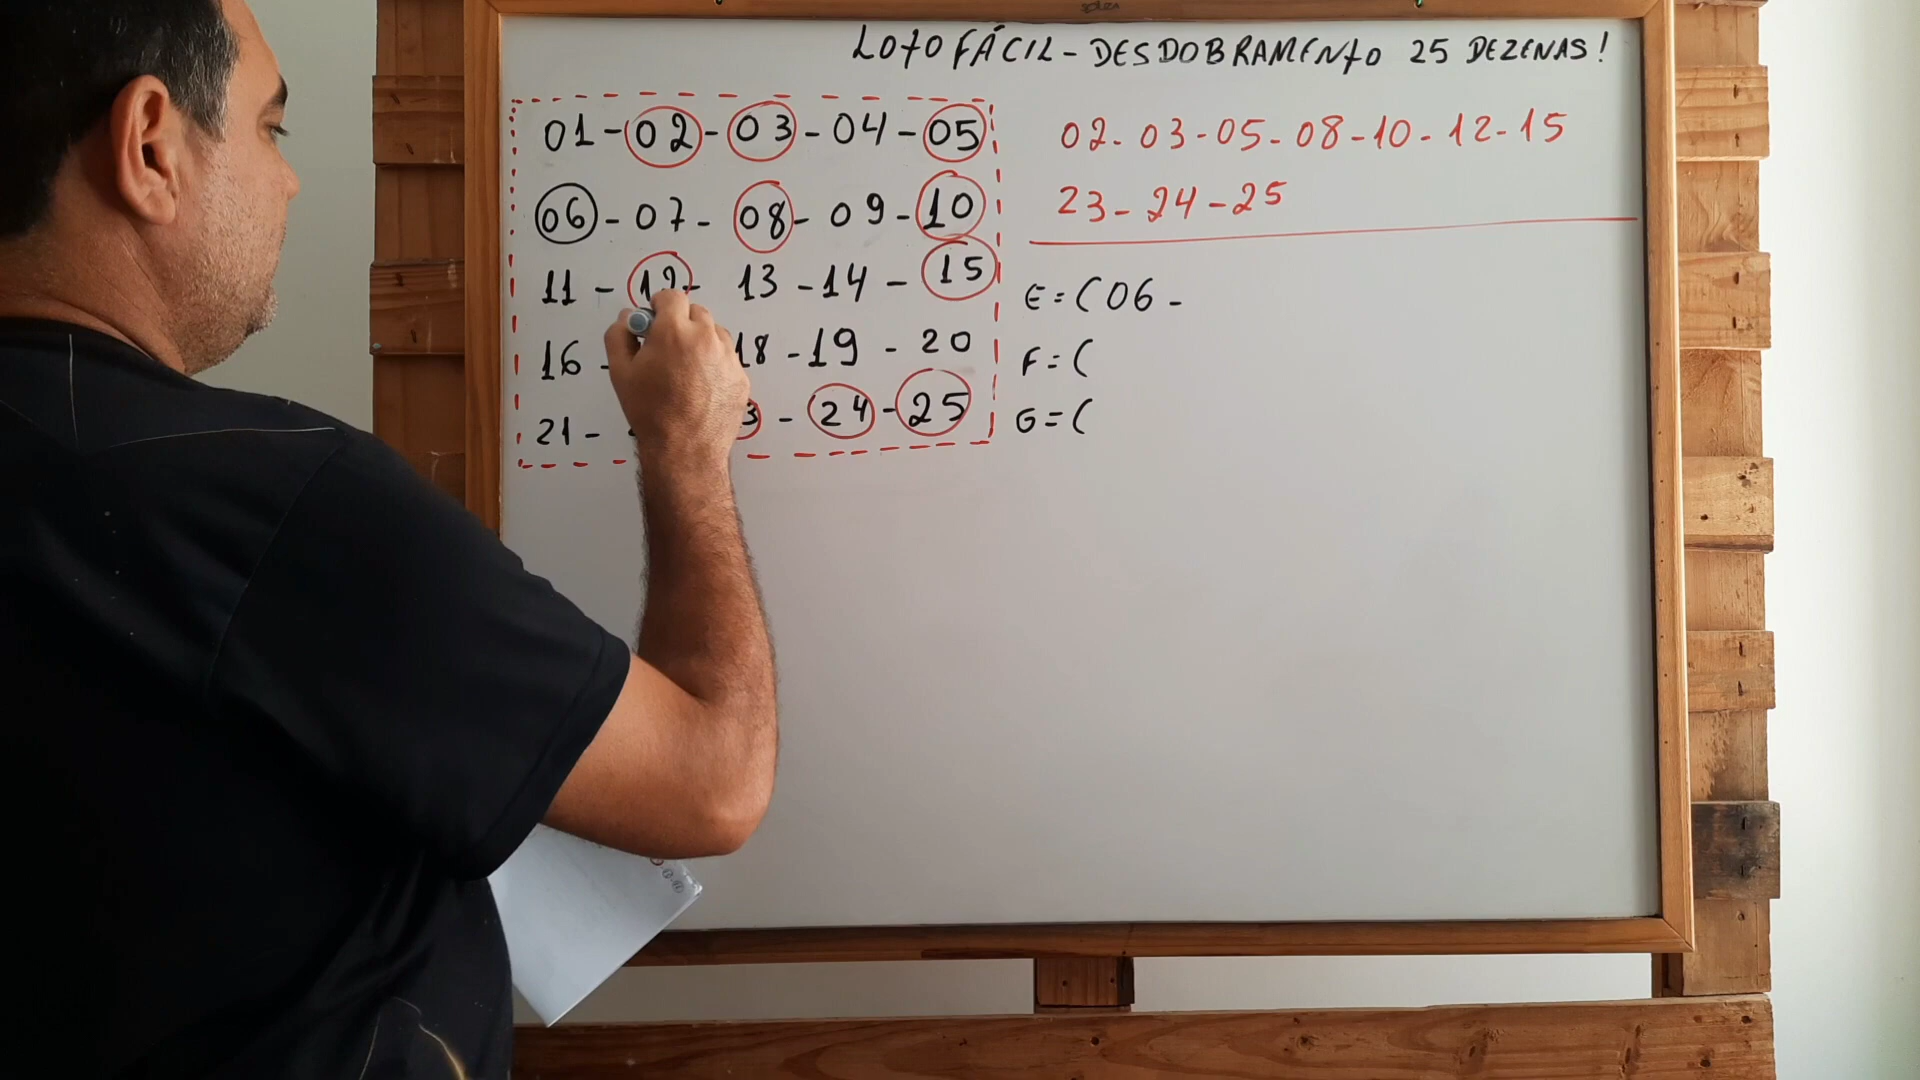 LOTOFÁCIL - DESDOBRAMENTO 25 DEZENAS!
01 - 02 - 03 - 04 - 05
06 - 07 - 08 - 09 - 10
11 - 12 - 13 - 14 - 15
16 - 18 - 19 - 20
21 - 3 - 24 - 25
02 - 03 - 05 - 08 - 10 - 12 - 15
23 - 24 - 25
E = (06 -
F = (
G = (